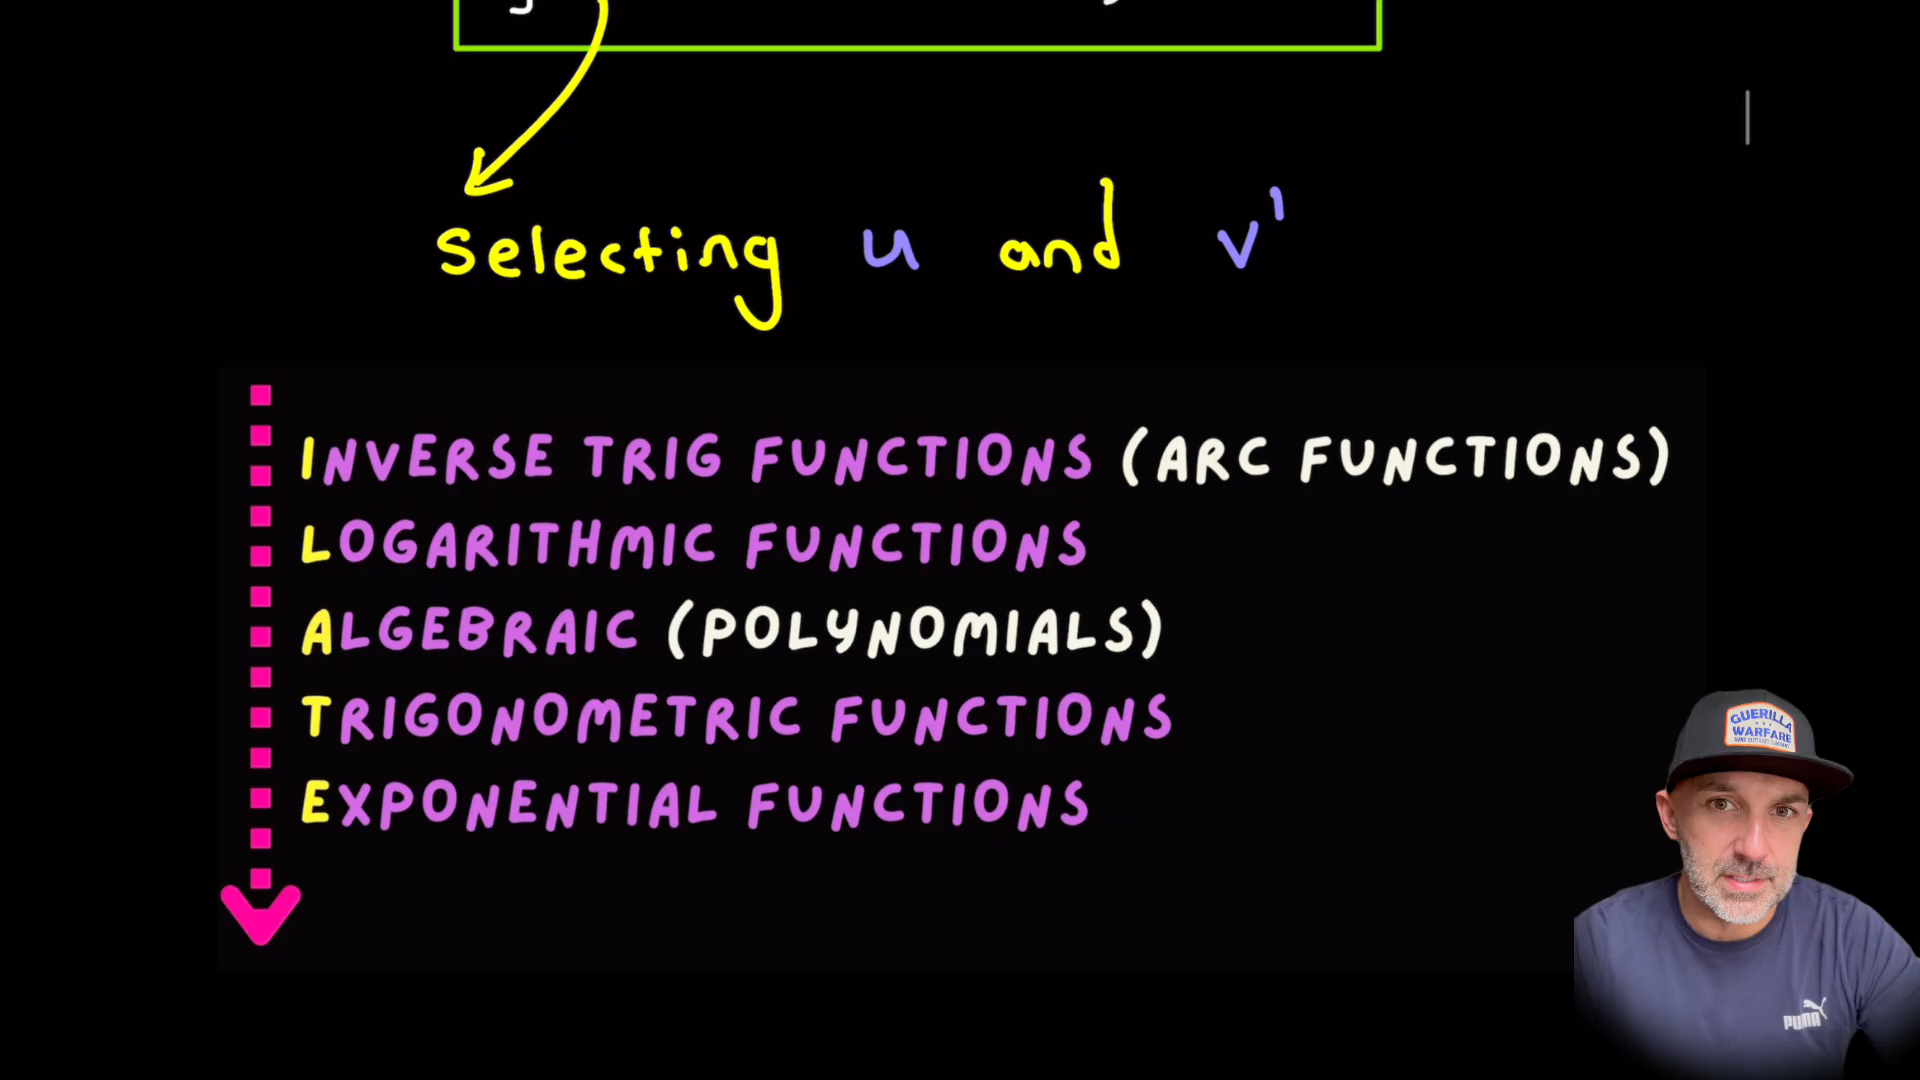 selecting u and v'
INVERSE TRIG FUNCTIONS (ARC FUNCTIONS)
LOGARITHMIC FUNCTIONS
ALGEBRAIC (POLYNOMIALS)
TRIGONOMETRIC FUNCTIONS
EXPONENTIAL FUNCTIONS
GUERILLA
WARFARE
PUMA